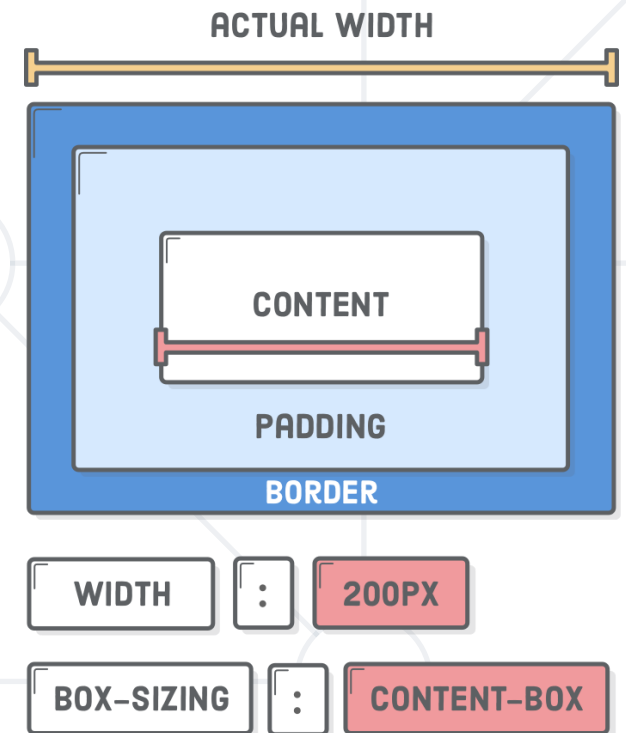 ACTUAL WIDTH
CONTENT
PADDING
BORDER
WIDTH : 200PX
BOX-SIZING : CONTENT-BOX